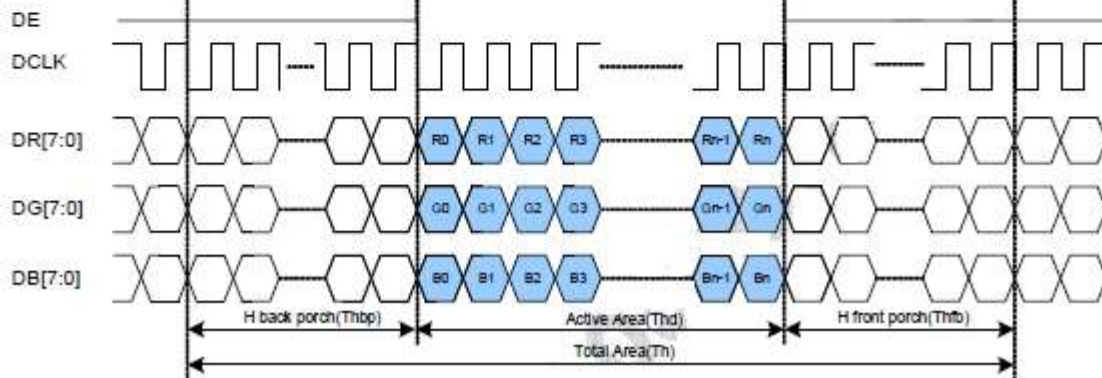 DE
DCLK
DR[7:0] R0 R1 R2 R3 Rn-1 Rn
DG[7:0] G0 G1 G2 G3 Gn-1 Gn
DB[7:0] B0 B1 B2 B3 Bn-1 Bn
H back porch(Thbp) Active Area(Thd) H front porch(Thfb)
Total Area(Th)